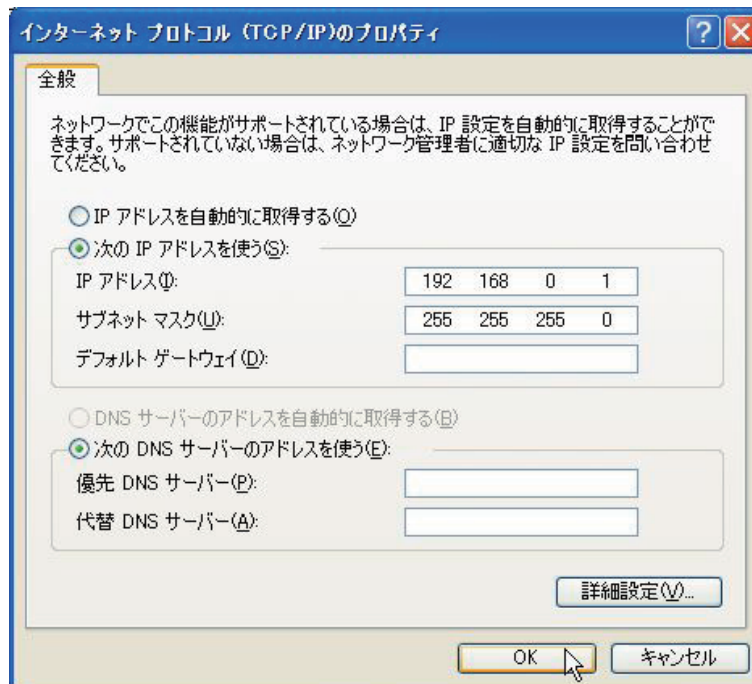 インターネット プロトコル (TCP/IP)のプロパティ
全般
ネットワークでこの機能がサポートされている場合は、IP 設定を自動的に取得することがで
きます。サポートされていない場合は、ネットワーク管理者に適切な IP 設定を問い合わせ
てください。
IP アドレスを自動的に取得する(O)
次の IP アドレスを使う(S):
IP アドレス(I): 192 168 0 1
サブネット マスク(U): 255 255 255 0
デフォルト ゲートウェイ(D):
DNS サーバーのアドレスを自動的に取得する(B)
次の DNS サーバーのアドレスを使う(E):
優先 DNS サーバー(P):
代替 DNS サーバー(A):
詳細設定(V)...
OK キャンセル